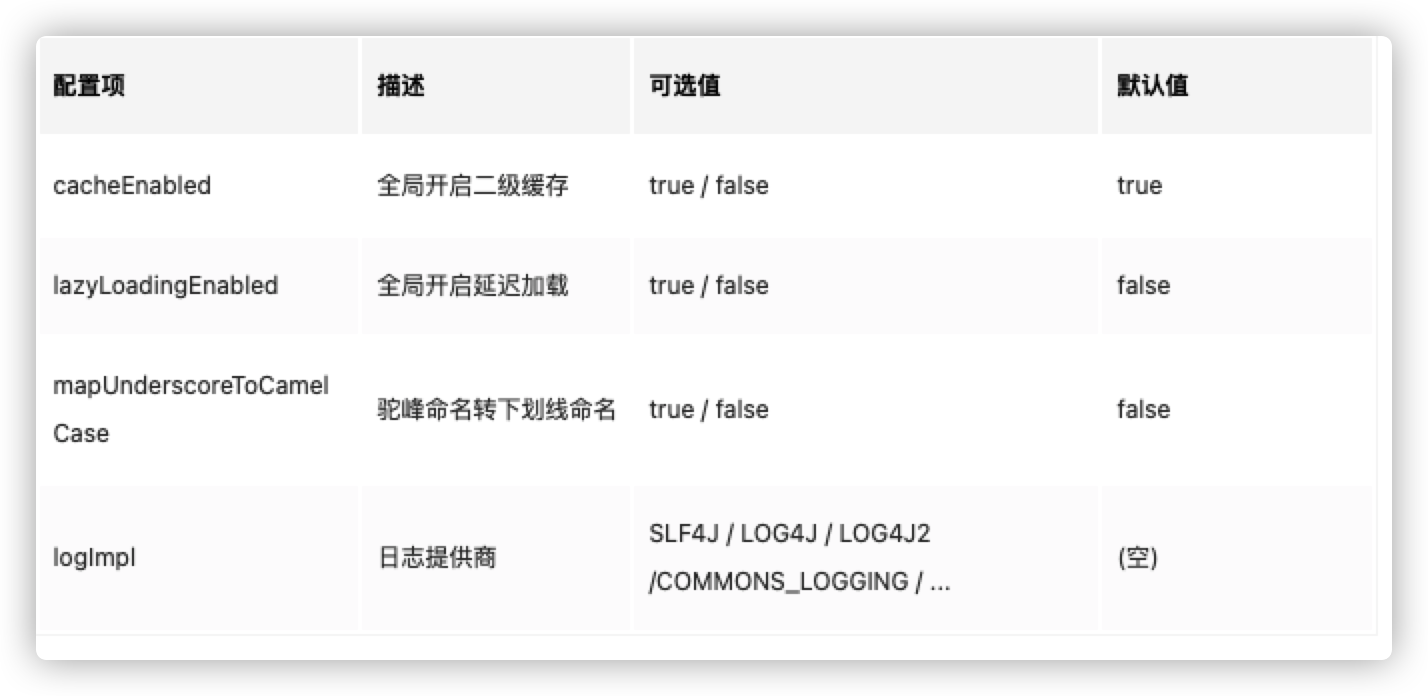 配置项 描述 可选值 默认值
cacheEnabled 全局开启二级缓存 true / false true
lazyLoadingEnabled 全局开启延迟加载 true / false false
mapUnderscoreToCamel
Case 驼峰命名转下划线命名 true / false false
logImpl 日志提供商 SLF4J / LOG4J / LOG4J2
/COMMONS_LOGGING / ... (空)